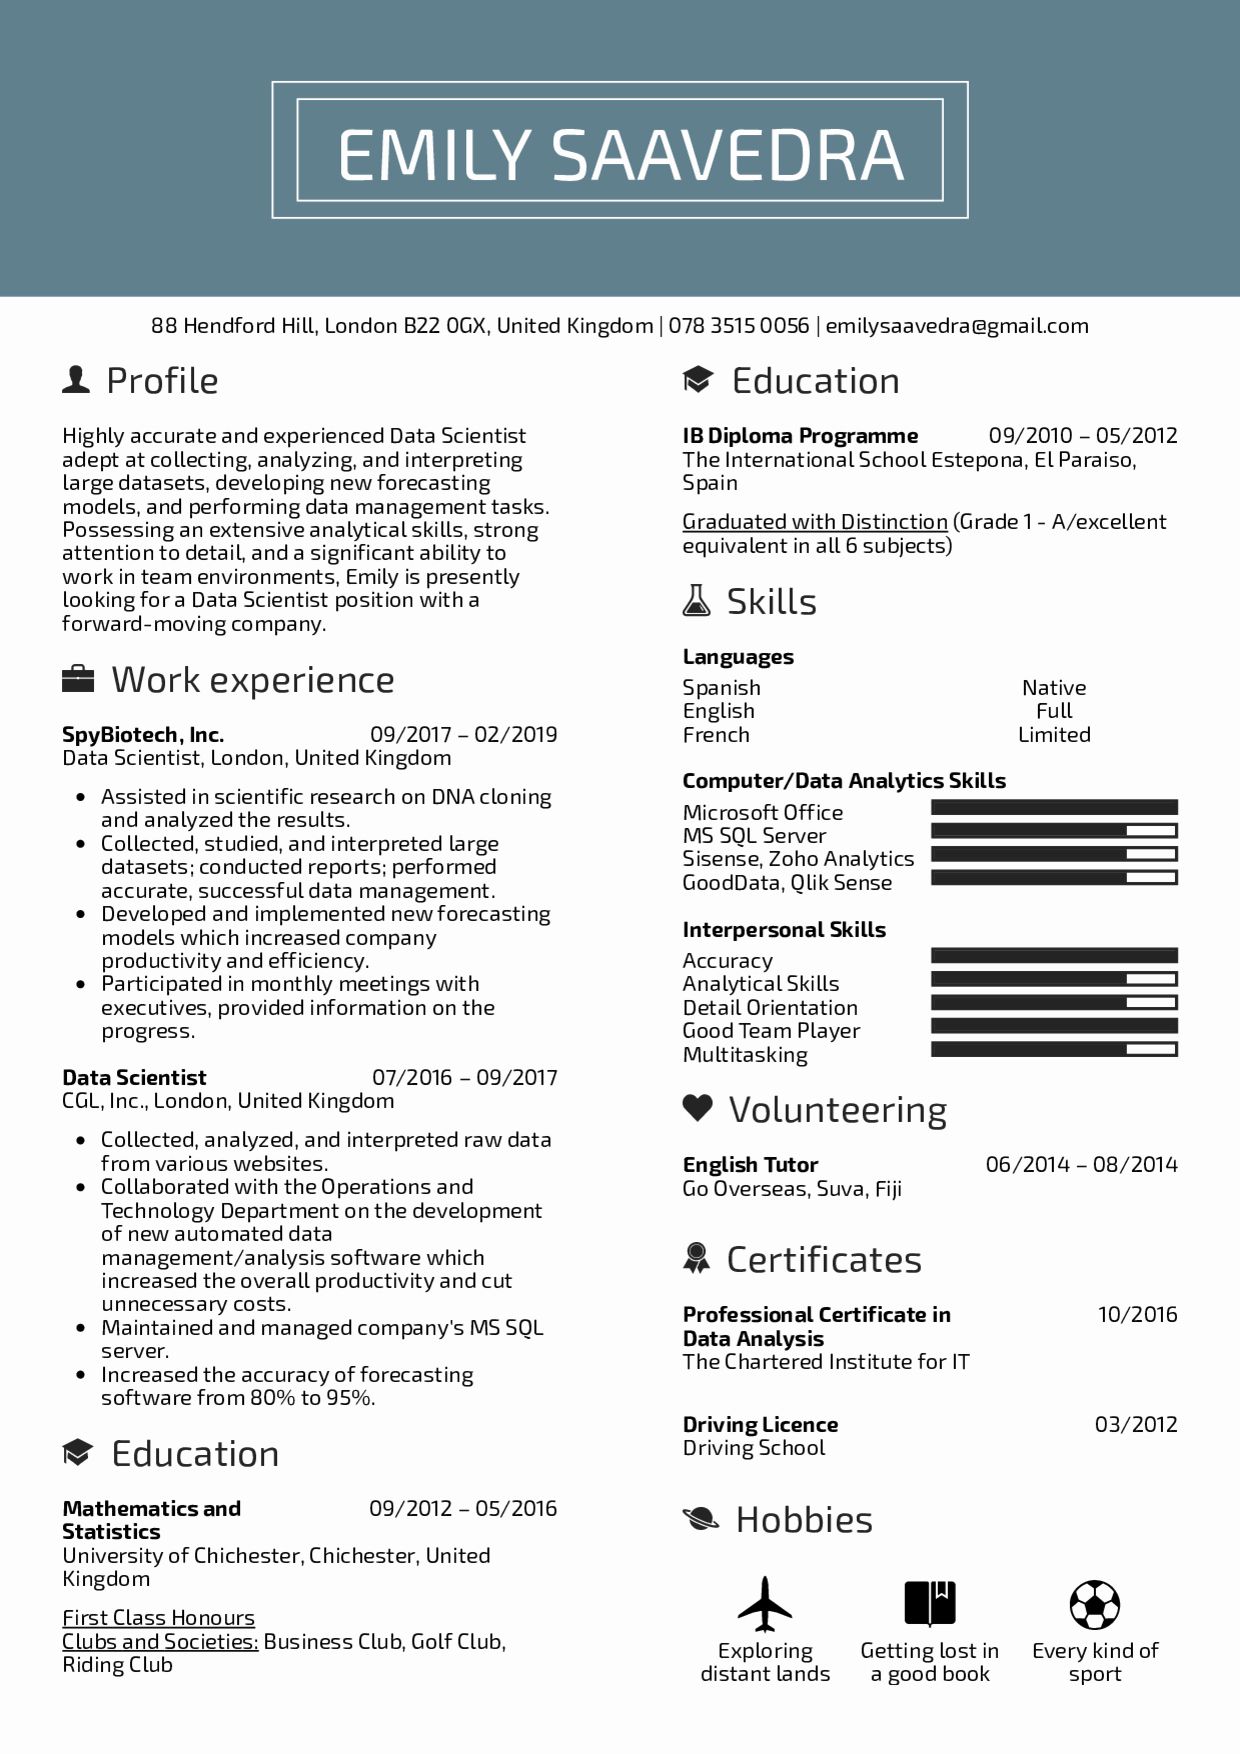 EMILY SAAVEDRA
88 Hendford Hill, London B22 0GX, United Kingdom | 078 3515 0056 | emilysaavedra@gmail.com
Profile
Highly accurate and experienced Data Scientist
adept at collecting, analyzing, and interpreting
large datasets, developing new forecasting
models, and performing data management tasks.
Possessing an extensive analytical skills, strong
attention to detail, and a significant ability to
work in team environments, Emily is presently
looking for a Data Scientist position with a
forward-moving company.
Work experience
SpyBiotech, Inc. 09/2017 – 02/2019
Data Scientist, London, United Kingdom
• Assisted in scientific research on DNA cloning
and analyzed the results.
• Collected, studied, and interpreted large
datasets; conducted reports; performed
accurate, successful data management.
• Developed and implemented new forecasting
models which increased company
productivity and efficiency.
• Participated in monthly meetings with
executives, provided information on the
progress.
Data Scientist 07/2016 – 09/2017
CGL, Inc., London, United Kingdom
• Collected, analyzed, and interpreted raw data
from various websites.
• Collaborated with the Operations and
Technology Department on the development
of new automated data
management/analysis software which
increased the overall productivity and cut
unnecessary costs.
• Maintained and managed company's MS SQL
server.
• Increased the accuracy of forecasting
software from 80% to 95%.
Education
Mathematics and 09/2012 – 05/2016
Statistics
University of Chichester, Chichester, United
Kingdom
First Class Honours
Clubs and Societies: Business Club, Golf Club,
Riding Club
Education
IB Diploma Programme 09/2010 – 05/2012
The International School Estepona, El Paraiso,
Spain
Graduated with Distinction (Grade 1 - A/excellent
equivalent in all 6 subjects)
Skills
Languages
Spanish Native
English Full
French Limited
Computer/Data Analytics Skills
Microsoft Office
MS SQL Server
Sisense, Zoho Analytics
GoodData, Qlik Sense
Interpersonal Skills
Accuracy
Analytical Skills
Detail Orientation
Good Team Player
Multitasking
Volunteering
English Tutor 06/2014 – 08/2014
Go Overseas, Suva, Fiji
Certificates
Professional Certificate in 10/2016
Data Analysis
The Chartered Institute for IT
Driving Licence 03/2012
Driving School
Hobbies
Exploring
distant lands
Getting lost in
a good book
Every kind of
sport